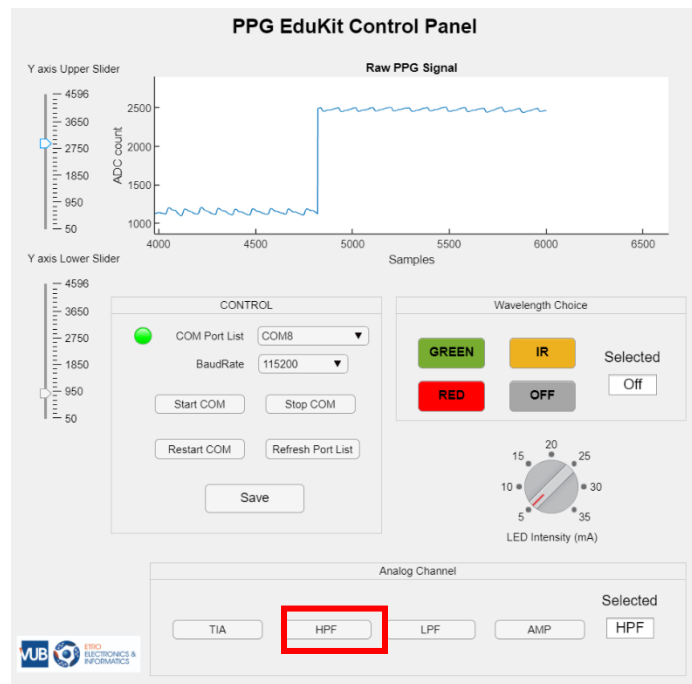 PPG EduKit Control Panel
Y axis Upper Slider
4596
3650
2750
1850
950
50
Raw PPG Signal
ADC count
2500
2000
1500
1000
4000 4500 5000 5500 6000 6500
Samples
Y axis Lower Slider
4596
3650
2750
1850
950
50
CONTROL
COM Port List COM8
BaudRate 115200
Start COM Stop COM
Restart COM Refresh Port List
Save
Wavelength Choice
GREEN IR
RED OFF
Selected
Off
5 10 15 20 25 30 35
LED Intensity (mA)
Analog Channel
TIA HPF LPF AMP
Selected
HPF
VUB
ETRO
ELECTRONICS &
INFORMATICS